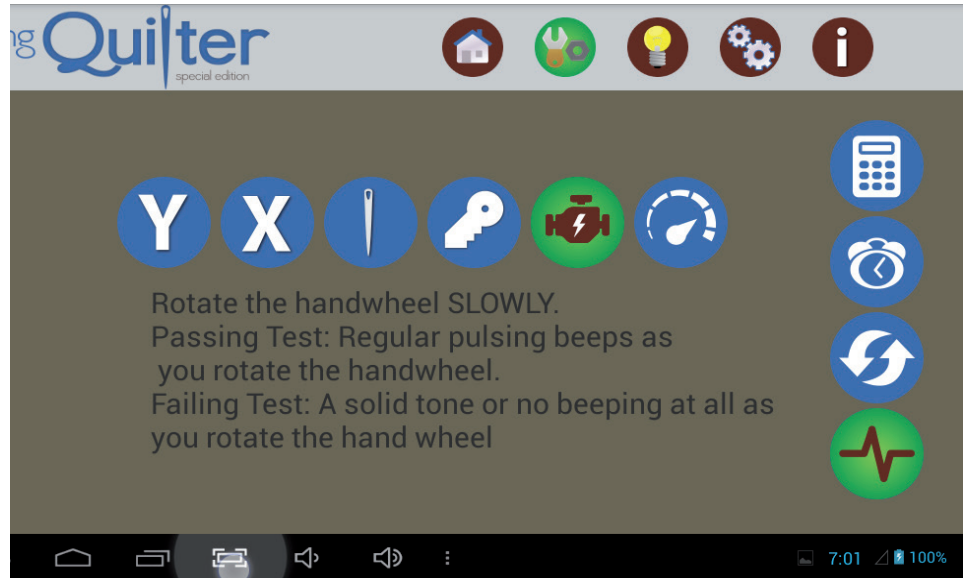 ng Quilter
special edition
i
Y X
Rotate the handwheel SLOWLY.
Passing Test: Regular pulsing beeps as
you rotate the handwheel.
Failing Test: A solid tone or no beeping at all as
you rotate the hand wheel
7:01 100%